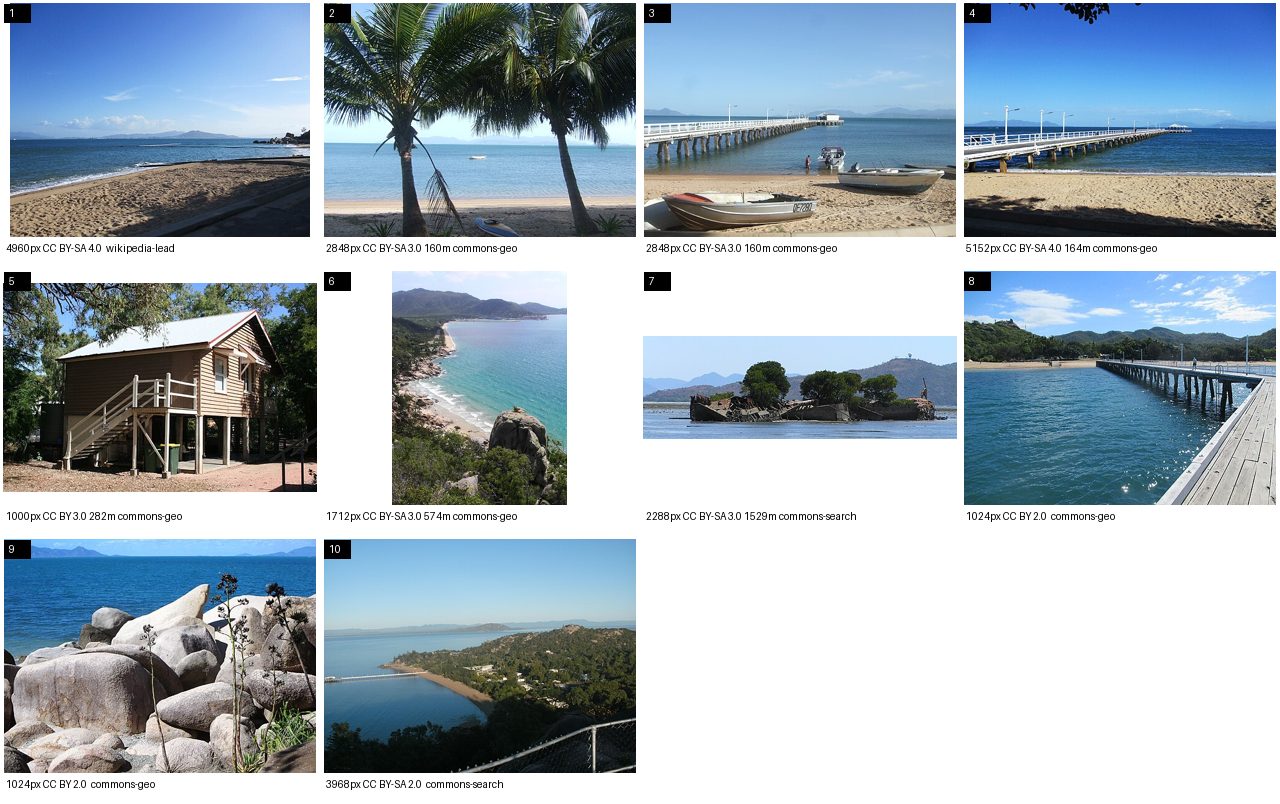 1
2
3
4
4960px CC BY-SA 4.0 wikipedia-lead
2848px CC BY-SA 3.0 160m commons-geo
2848px CC BY-SA 3.0 160m commons-geo
5152px CC BY-SA 4.0 164m commons-geo
5
6
7
8
1000px CC BY 3.0 282m commons-geo
1712px CC BY-SA 3.0 574m commons-geo
2288px CC BY-SA 3.0 1529m commons-search
1024px CC BY 2.0 commons-geo
9
10
1024px CC BY 2.0 commons-geo
3968px CC BY-SA 2.0 commons-search